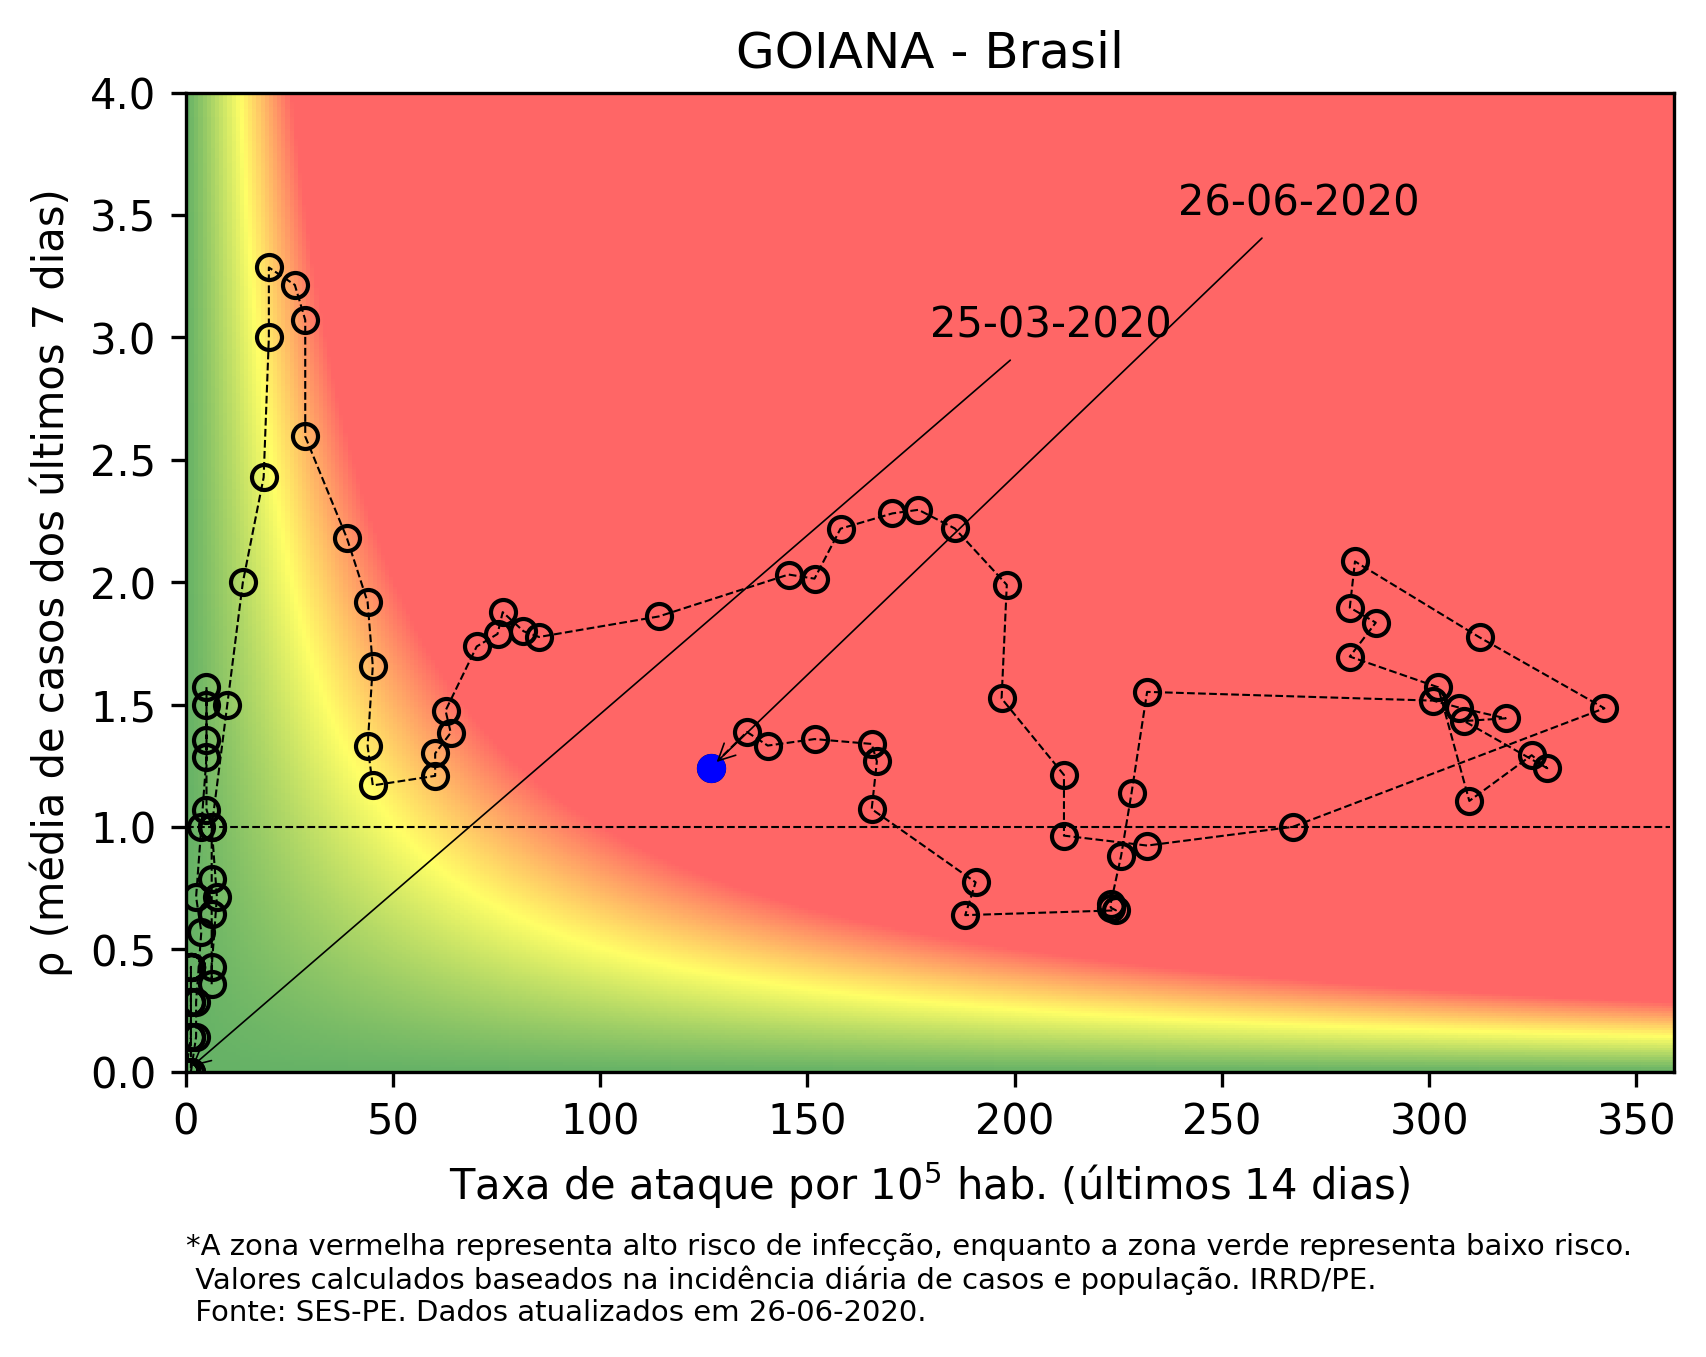 GOIANA - Brasil
4.0
3.5
3.0
2.5
2.0
1.5
1.0
0.5
0.0
ρ (média de casos dos últimos 7 dias)
26-06-2020
25-03-2020
0 50 100 150 200 250 300 350
Taxa de ataque por 10⁵ hab. (últimos 14 dias)
*A zona vermelha representa alto risco de infecção, enquanto a zona verde representa baixo risco.
Valores calculados baseados na incidência diária de casos e população. IRRD/PE.
Fonte: SES-PE. Dados atualizados em 26-06-2020.